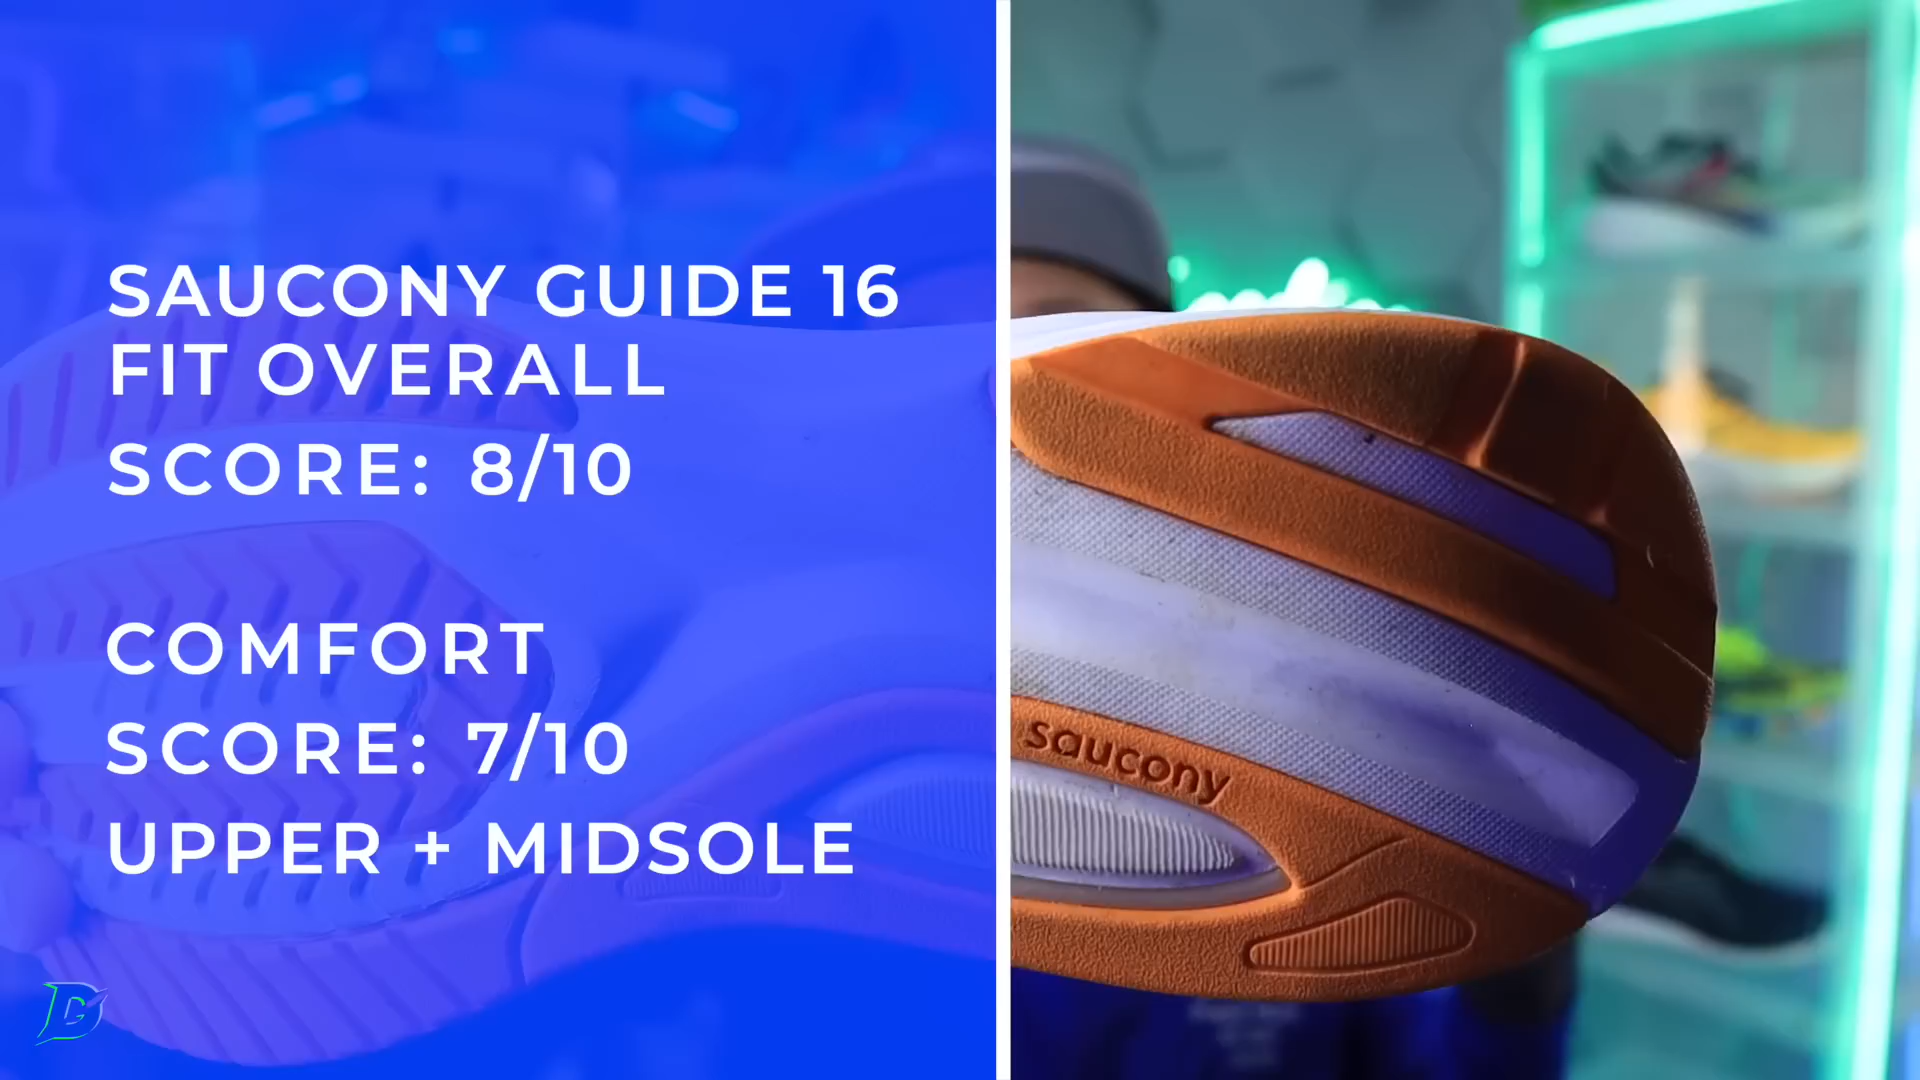 SAUCONY GUIDE 16
FIT OVERALL
SCORE: 8/10
COMFORT
SCORE: 7/10
UPPER + MIDSOLE
saucony